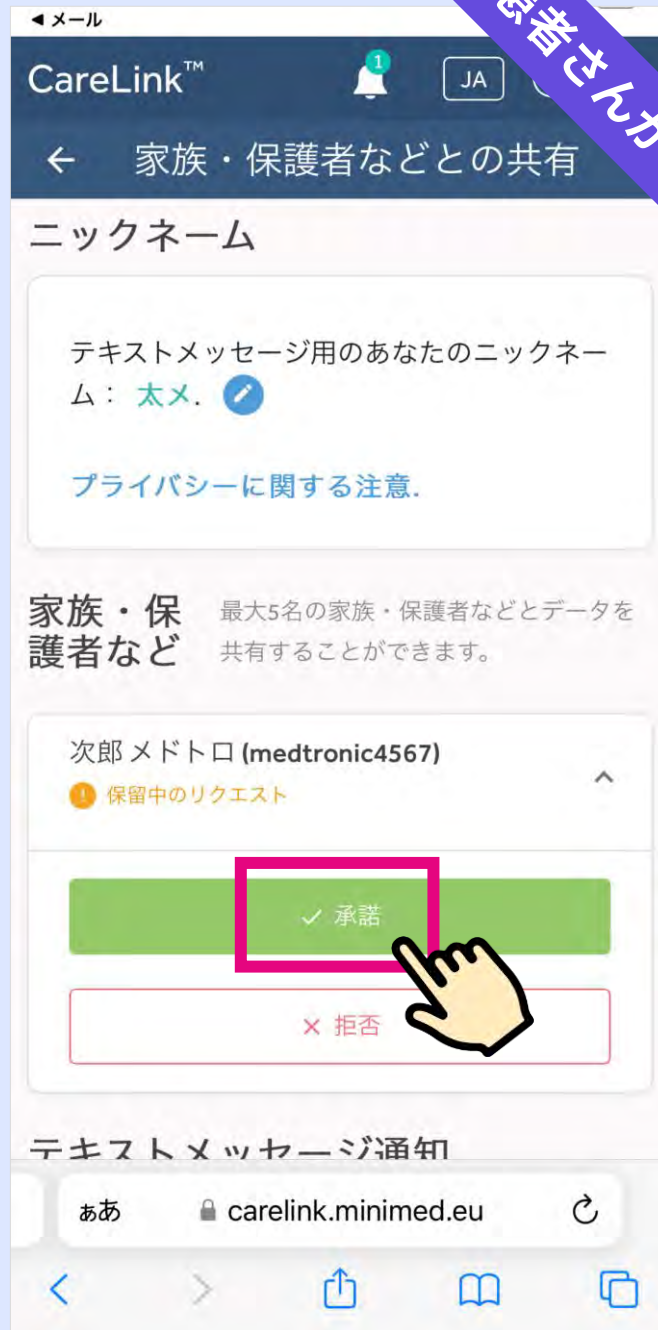 ◀ メール
患者さんか
CareLink™
1
JA
← 家族・保護者などとの共有
ニックネーム
テキストメッセージ用のあなたのニックネー
ム： 太メ.
プライバシーに関する注意.
家族・保
護者など
最大5名の家族・保護者などとデータを
共有することができます。
次郎 メドトロ (medtronic4567)
! 保留中のリクエスト
✓ 承諾
× 拒否
テキストメッセージ通知
ぁあ
carelink.minimed.eu